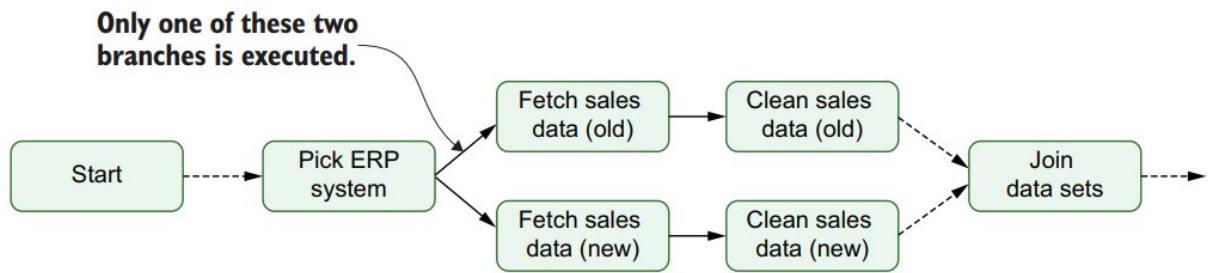 Only one of these two
branches is executed.
Start
Pick ERP
system
Fetch sales
data (old)
Clean sales
data (old)
Fetch sales
data (new)
Clean sales
data (new)
Join
data sets